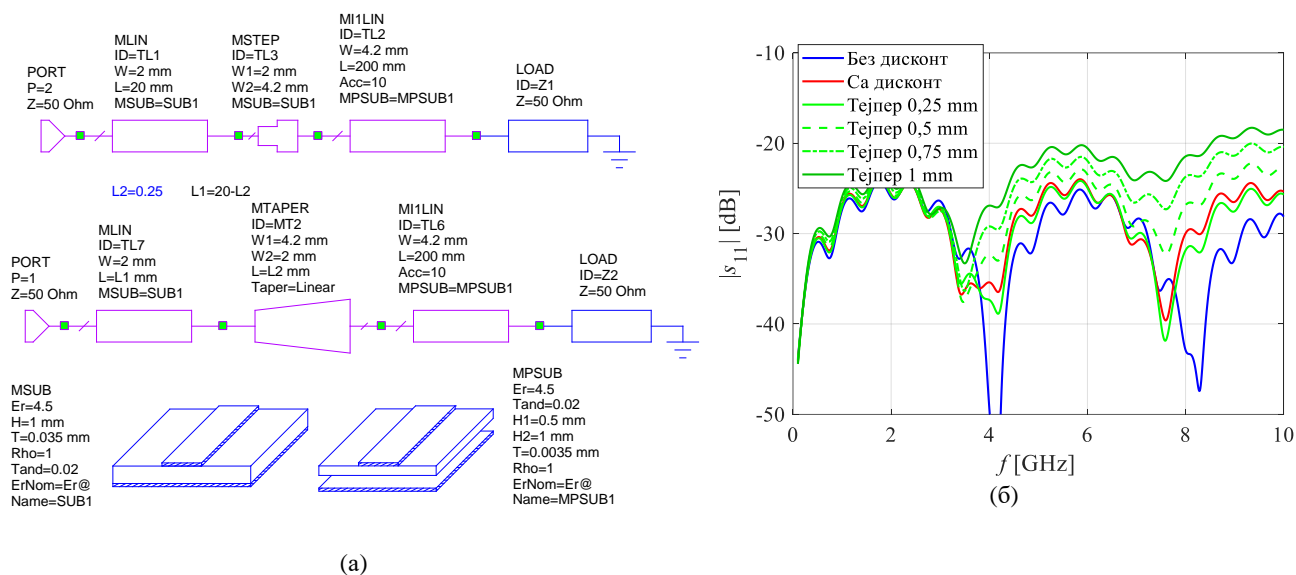 PORT
P=2
Z=50 Ohm
MLIN
ID=TL1
W=2 mm
L=20 mm
MSUB=SUB1
MSTEP
ID=TL3
W1=2 mm
W2=4.2 mm
MSUB=SUB1
MI1LIN
ID=TL2
W=4.2 mm
L=200 mm
Acc=10
MPSUB=MPSUB1
LOAD
ID=Z1
Z=50 Ohm
L2=0.25
L1=20-L2
PORT
P=1
Z=50 Ohm
MLIN
ID=TL7
W=2 mm
L=L1 mm
MSUB=SUB1
MTAPER
ID=MT2
W1=4.2 mm
W2=2 mm
L=L2 mm
Taper=Linear
MI1LIN
ID=TL6
W=4.2 mm
L=200 mm
Acc=10
MPSUB=MPSUB1
LOAD
ID=Z2
Z=50 Ohm
MSUB
Er=4.5
H=1 mm
T=0.035 mm
Rho=1
Tand=0.02
ErNom=Er@
Name=SUB1
MPSUB
Er=4.5
Tand=0.02
H1=0.5 mm
H2=1 mm
T=0.0035 mm
Rho=1
ErNom=Er@
Name=MPSUB1
(а)
Без дисконт
Са дисконт
Тејпер 0,25 mm
Тејпер 0,5 mm
Тејпер 0,75 mm
Тејпер 1 mm
-10
-20
-30
-40
-50
|s11| [dB]
0 2 4 6 8 10
f [GHz]
(б)